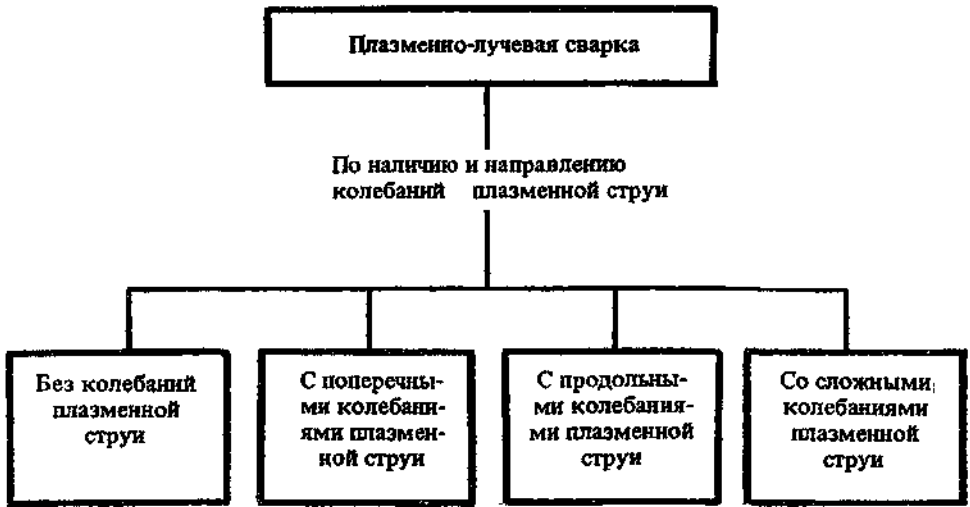 Плазменно-лучевая сварка
По наличию и направлению
колебаний плазменной струи
Без колебаний
плазменной
струи
С поперечны-
ми колебани-
ями плазмен-
ной струи
С продольны-
ми колебания-
ми плазменной
струи
Со сложными
колебаниями
плазменной
струи